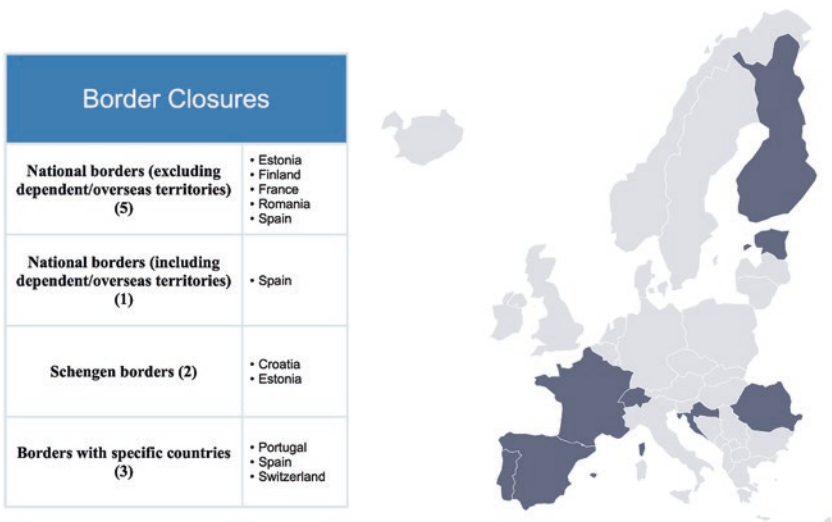 Border Closures
National borders (excluding
dependent/overseas territories)
(5)
• Estonia
• Finland
• France
• Romania
• Spain
National borders (including
dependent/overseas territories)
(1)
• Spain
Schengen borders (2)
• Croatia
• Estonia
Borders with specific countries
(3)
• Portugal
• Spain
• Switzerland